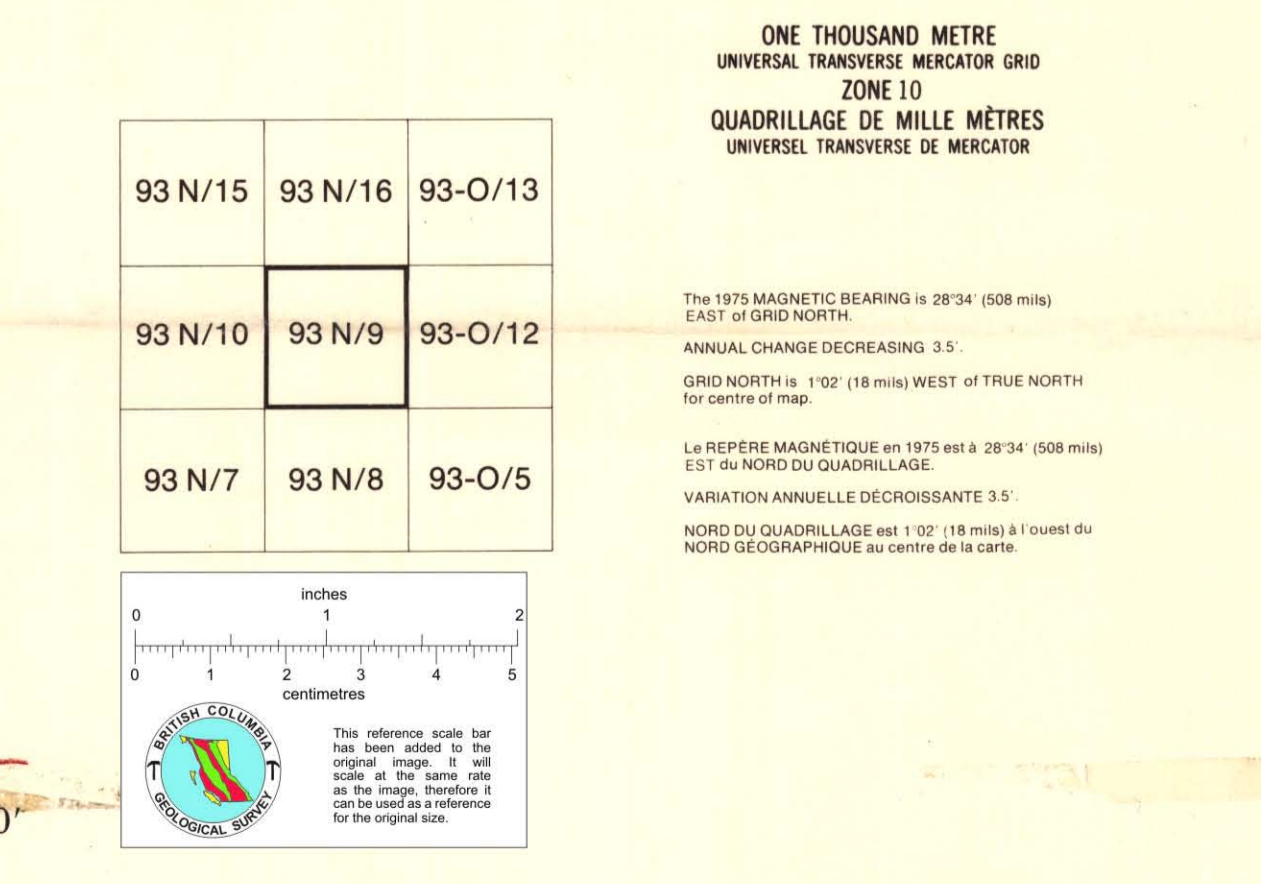 ONE THOUSAND METRE
UNIVERSAL TRANSVERSE MERCATOR GRID
ZONE 10
QUADRILLAGE DE MILLE MÈTRES
UNIVERSEL TRANSVERSE DE MERCATOR
93 N/15 93 N/16 93-O/13
93 N/10 93 N/9 93-O/12
93 N/7 93 N/8 93-O/5
The 1975 MAGNETIC BEARING is 28°34' (508 mils)
EAST of GRID NORTH.
ANNUAL CHANGE DECREASING 3.5'.
GRID NORTH is 1°02' (18 mils) WEST of TRUE NORTH
for centre of map.
Le REPÈRE MAGNÉTIQUE en 1975 est à 28°34' (508 mils)
EST du NORD DU QUADRILLAGE.
VARIATION ANNUELLE DÉCROISSANTE 3.5'.
NORD DU QUADRILLAGE est 1°02' (18 mils) à l'ouest du
NORD GÉOGRAPHIQUE au centre de la carte.
inches
0 1 2
0 1 2 3 4 5
centimetres
BRITISH COLUMBIA
GEOLOGICAL SURVEY
This reference scale bar
has been added to the
original image. It will
scale at the same rate
as the image, therefore it
can be used as a reference
for the original size.
0'